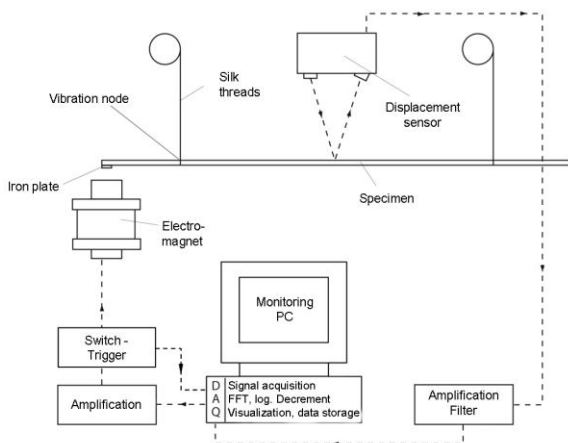 Silk
threads
Vibration node
Displacement
sensor
Iron plate
Specimen
Electro-
magnet
Monitoring
PC
Switch -
Trigger
Amplification
D Signal acquisition
A FFT, log. Decrement
Q Visualization, data storage
Amplification
Filter